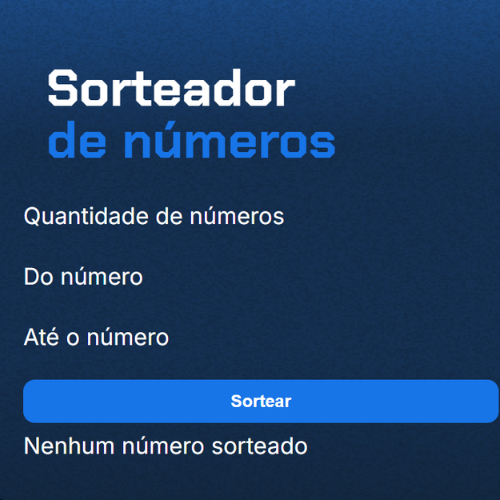 Sorteador
de números
Quantidade de números
Do número
Até o número
Sortear
Nenhum número sorteado